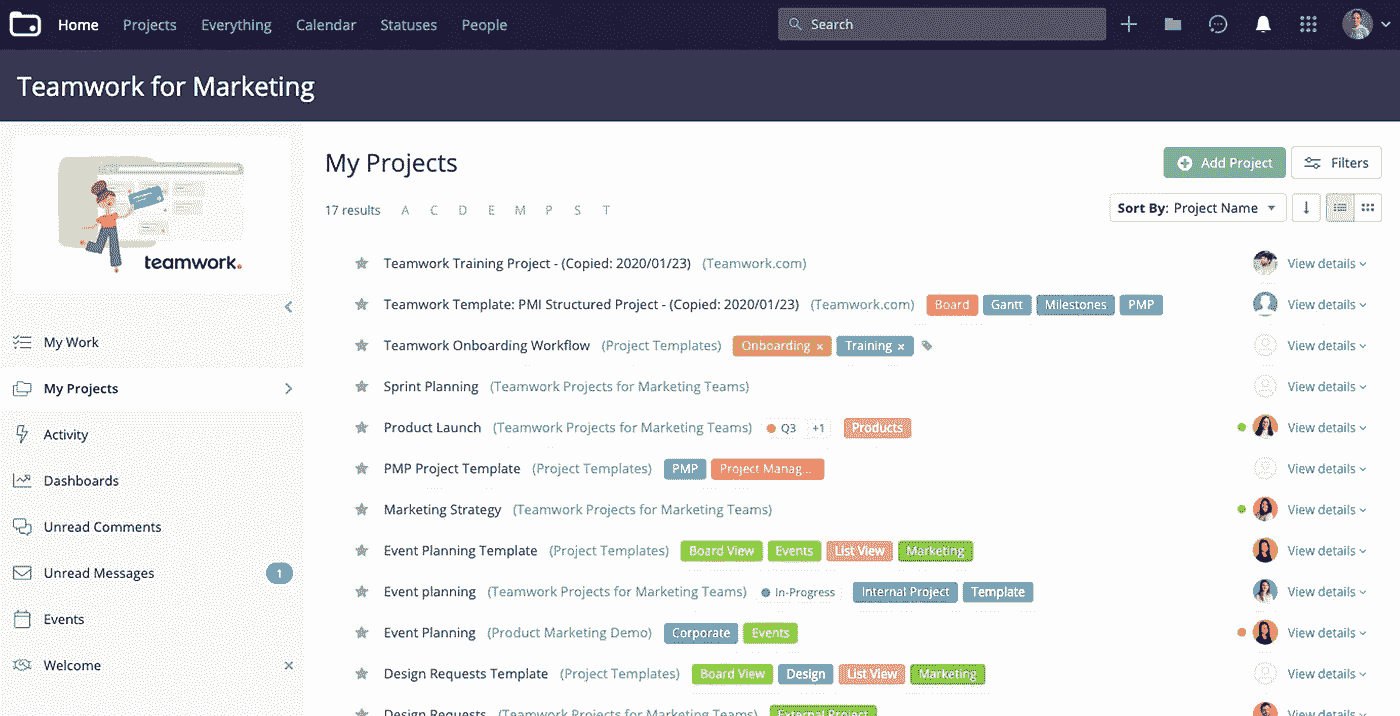 Home Projects Everything Calendar Statuses People Search
Teamwork for Marketing
teamwork.
My Work
My Projects
Activity
Dashboards
Unread Comments
Unread Messages 1
Events
Welcome
My Projects
Add Project Filters
17 results A C D E M P S T
Sort By: Project Name
Teamwork Training Project - (Copied: 2020/01/23) (Teamwork.com) View details
Teamwork Template: PMI Structured Project - (Copied: 2020/01/23) (Teamwork.com) Board Gantt Milestones PMP View details
Teamwork Onboarding Workflow (Project Templates) Onboarding × Training × View details
Sprint Planning (Teamwork Projects for Marketing Teams) View details
Product Launch (Teamwork Projects for Marketing Teams) Q3 +1 Products View details
PMP Project Template (Project Templates) PMP Project Manag... View details
Marketing Strategy (Teamwork Projects for Marketing Teams) View details
Event Planning Template (Project Templates) Board View Events List View Marketing View details
Event planning (Teamwork Projects for Marketing Teams) In-Progress Internal Project Template View details
Event Planning (Product Marketing Demo) Corporate Events View details
Design Requests Template (Project Templates) Board View Design List View Marketing View details
Design Requests (Teamwork Projects for Marketing Teams) External Project View details